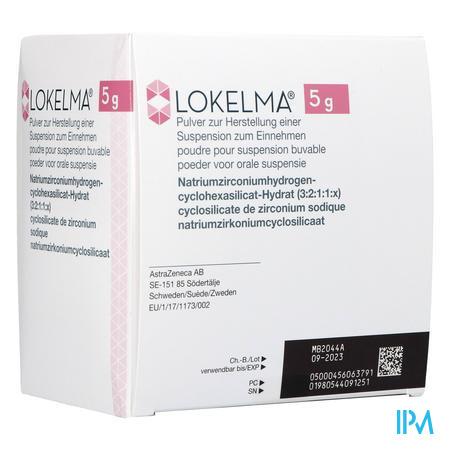 LOKELMA® 5 g
Pulver zur Herstellung einer
Suspension zum Einnehmen
poudre pour suspension buvable
poeder voor orale suspensie
Natriumzirconiumhydrogen-
cyclohexasilicat-Hydrat (3:2:1:1:x)
cyclosilicate de zirconium sodique
natriumzirkoniumcyclosilicaat
AstraZeneca AB
SE-151 85 Södertälje
Schweden/Suède/Zweden
EU/1/17/1173/002
Ch.-B./Lot
verwendbar bis/EXP
PC
SN
MB2044A
09-2023
05000456063791
01980544091251
LOKELMA® 5 g
Pulver zur Herstellung einer
Suspension zum Einnehmen
poudre pour suspension buvable
poeder voor orale suspensie
Natriumzirconiumhydrogen-
cyclohexasilicat-Hydrat
(3:2:1:1:x)
cyclosilicate de zirconium
sodique
natriumzirkoniumcyclosilicaat
IPM